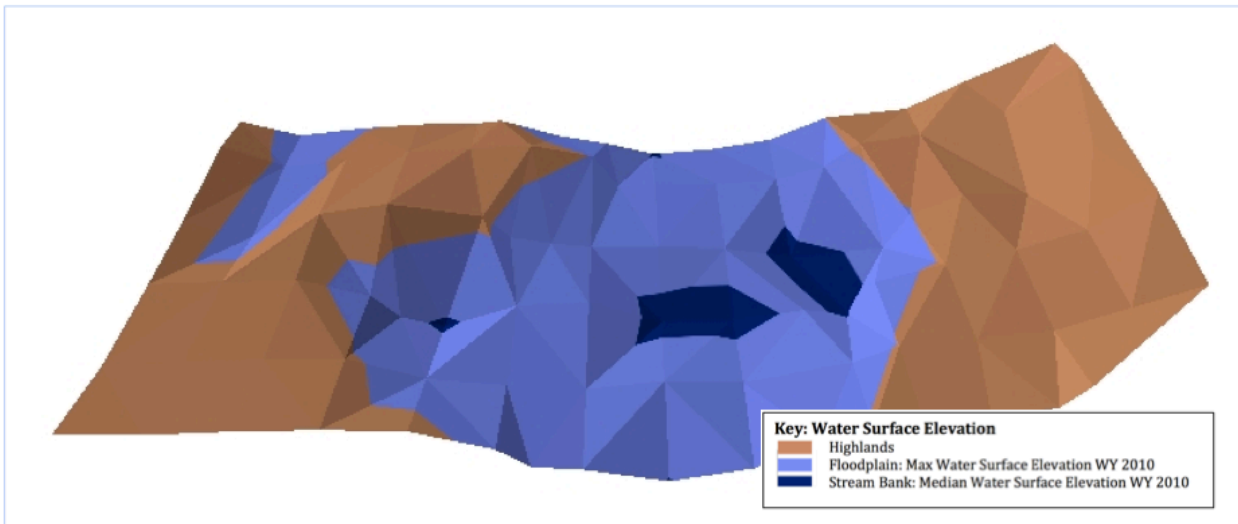 Key: Water Surface Elevation
Highlands
Floodplain: Max Water Surface Elevation WY 2010
Stream Bank: Median Water Surface Elevation WY 2010